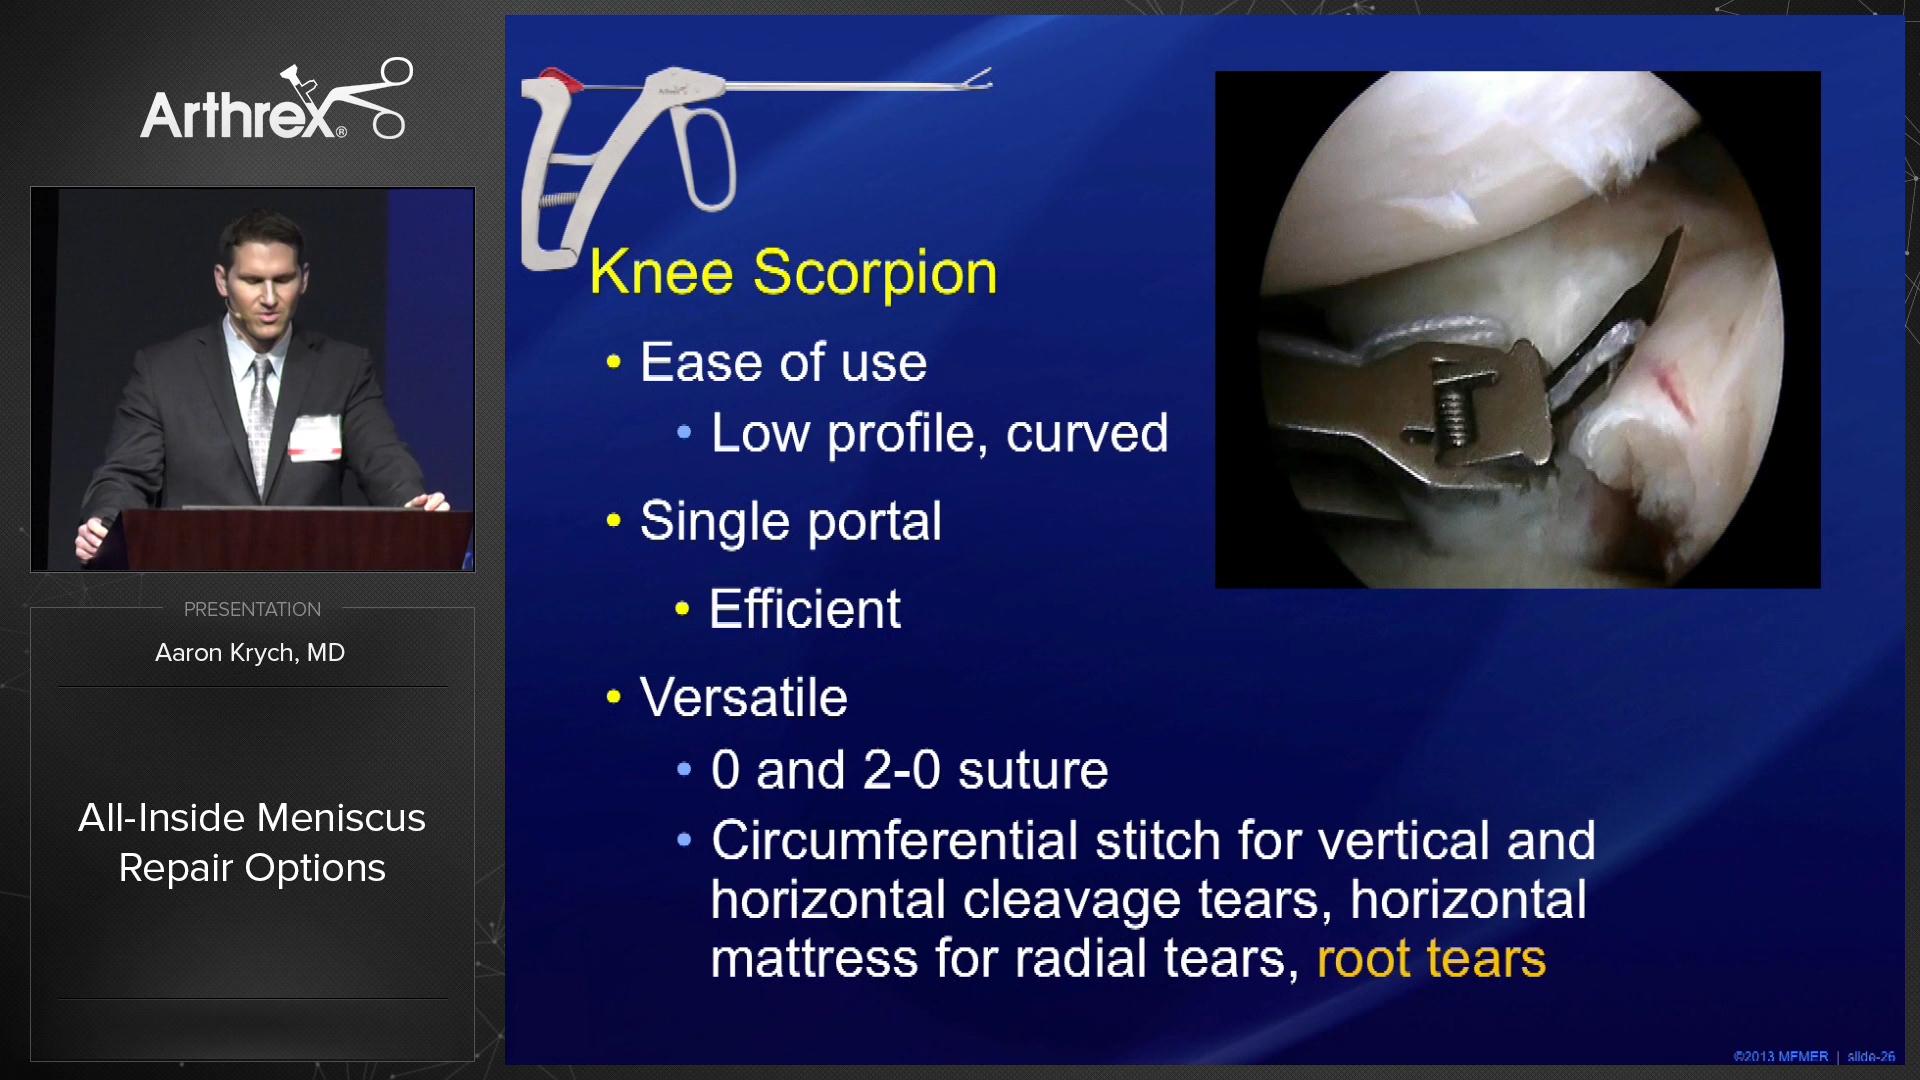 Arthrex®
PRESENTATION
Aaron Krych, MD
All-Inside Meniscus
Repair Options
Knee Scorpion
• Ease of use
• Low profile, curved
• Single portal
• Efficient
• Versatile
• 0 and 2-0 suture
• Circumferential stitch for vertical and
horizontal cleavage tears, horizontal
mattress for radial tears, root tears
©2013 MFMER | slide-26